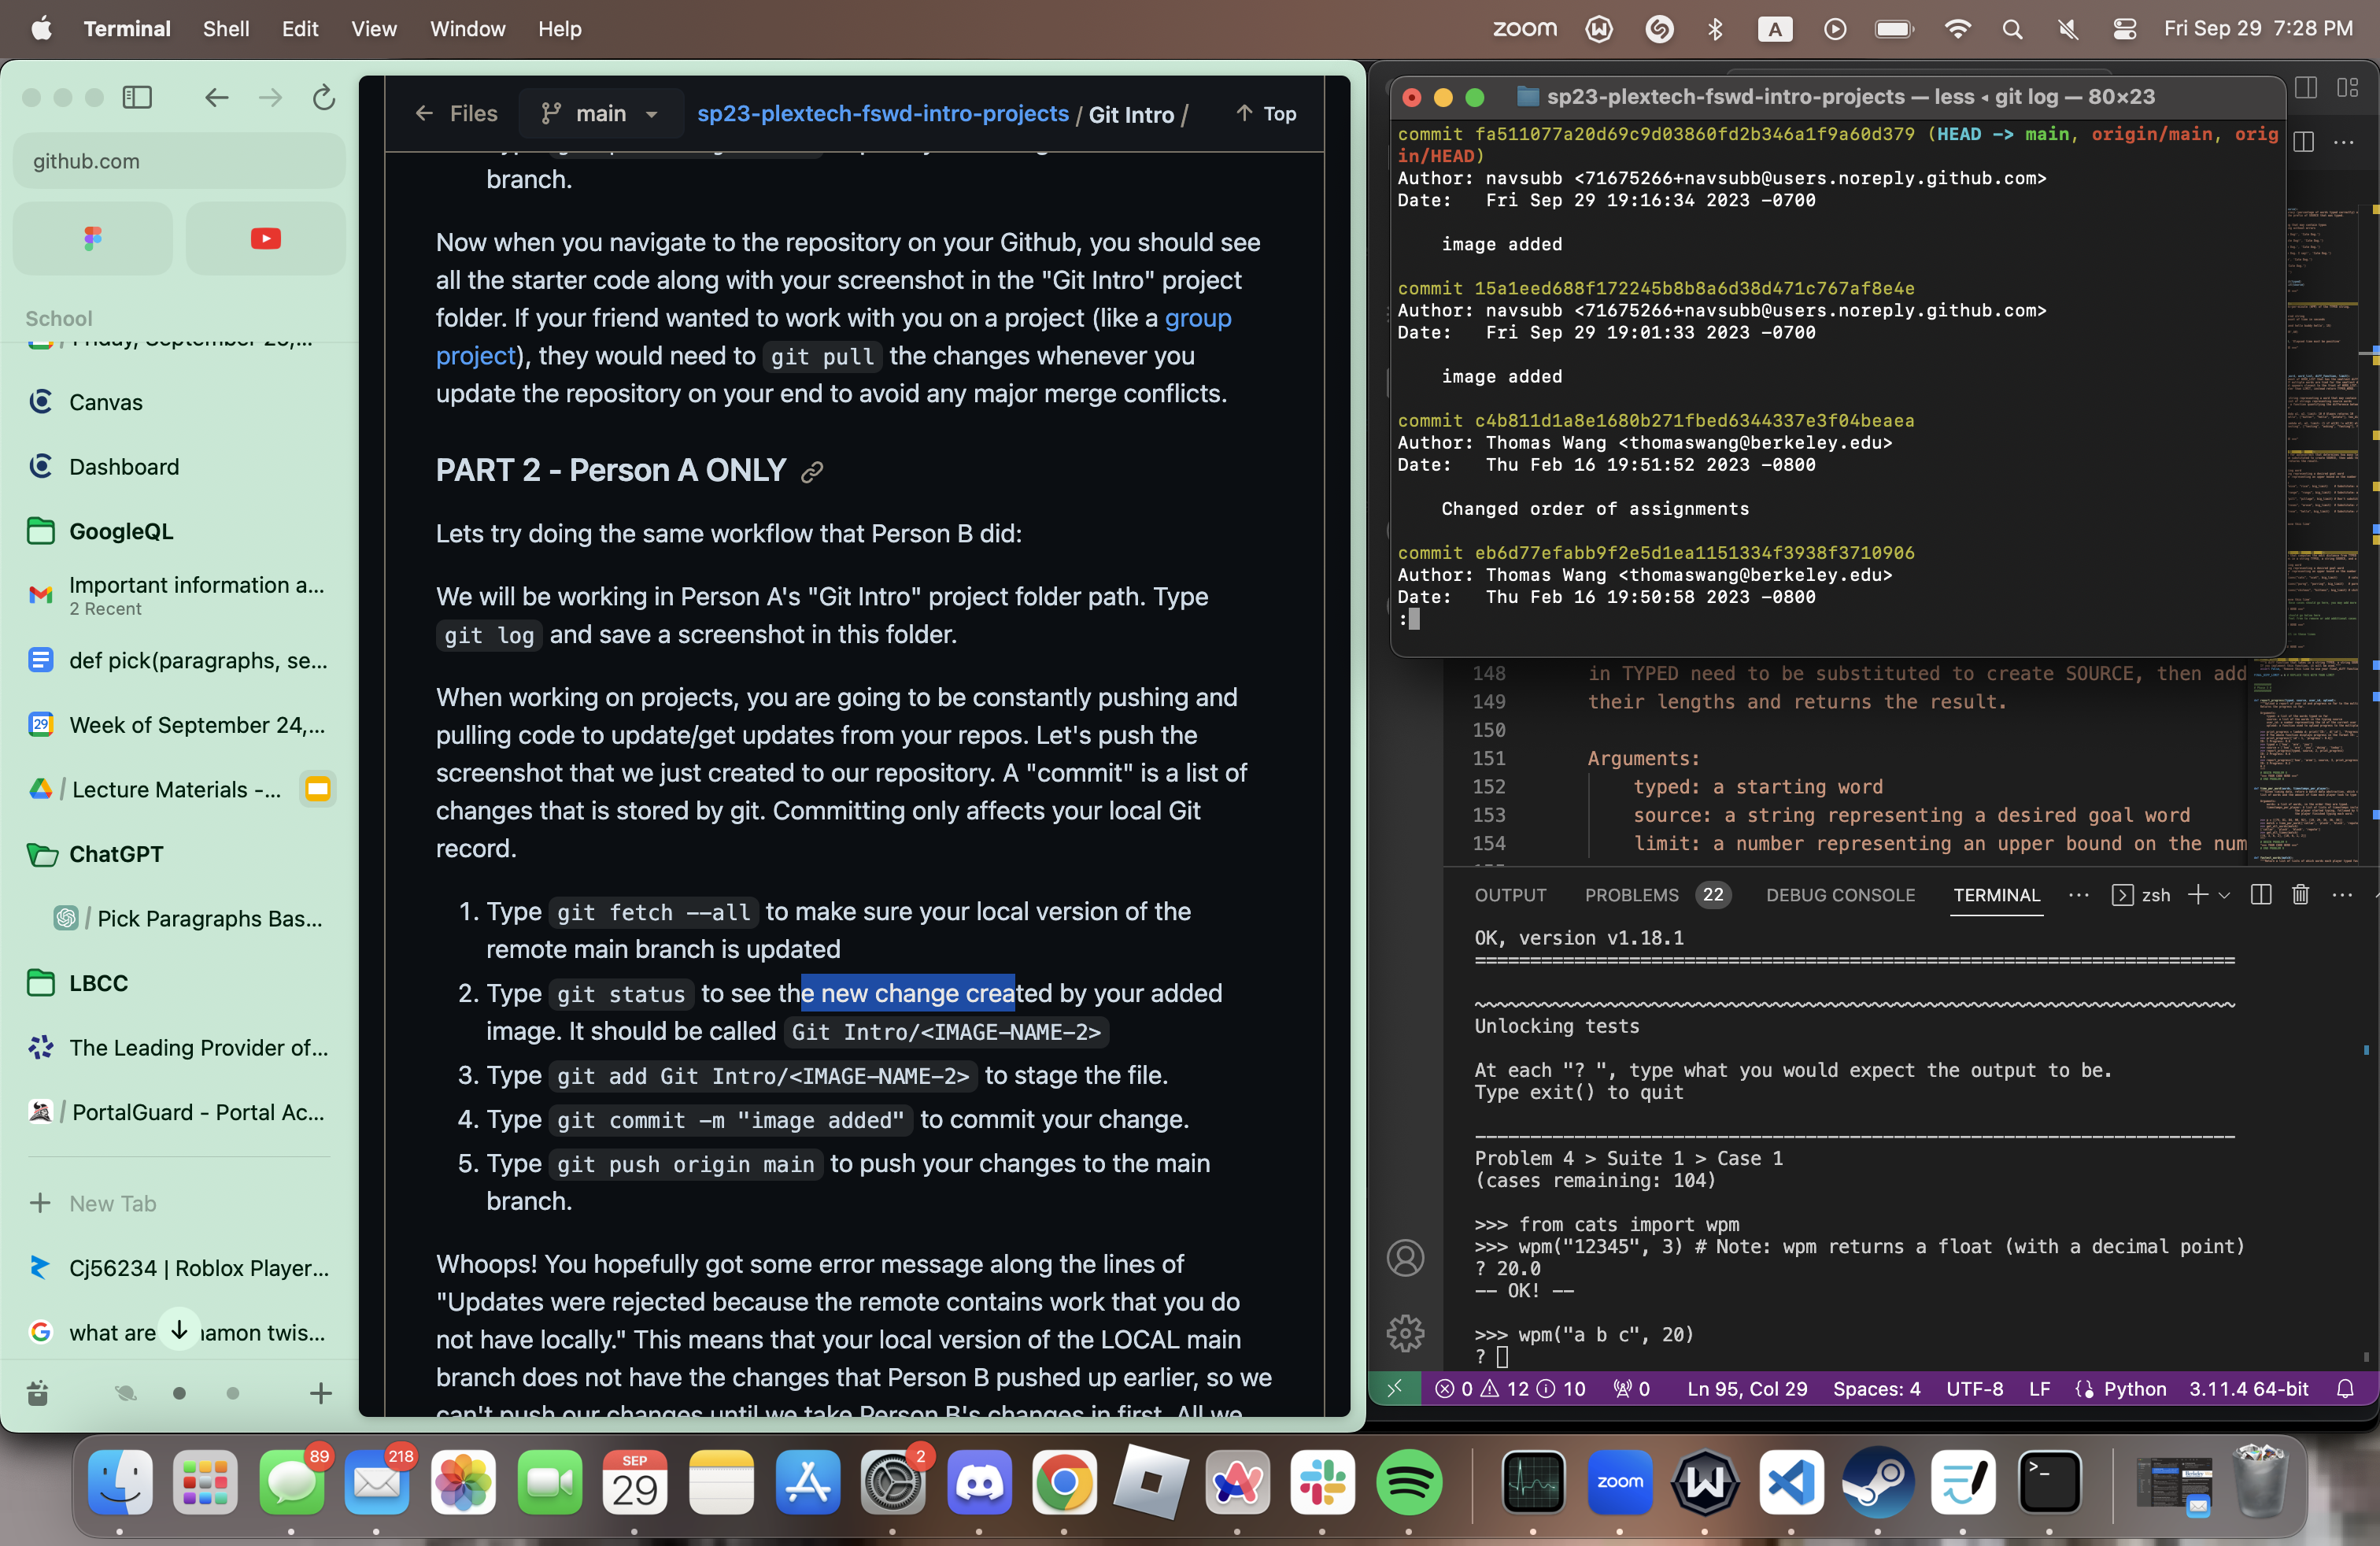 Terminal Shell Edit View Window Help
zoom A Fri Sep 29 7:28 PM
github.com
School
Friday, September 29,...
Canvas
Dashboard
GoogleQL
Important information a...
2 Recent
def pick(paragraphs, se...
29 Week of September 24,...
/ Lecture Materials -...
ChatGPT
/ Pick Paragraphs Bas...
LBCC
The Leading Provider of...
/ PortalGuard - Portal Ac...
+ New Tab
Cj56234 | Roblox Player...
what are
namon twis...
← Files main sp23-plextech-fswd-intro-projects / Git Intro / ↑ Top
branch.
Now when you navigate to the repository on your Github, you should see
all the starter code along with your screenshot in the "Git Intro" project
folder. If your friend wanted to work with you on a project (like a group
project), they would need to git pull the changes whenever you
update the repository on your end to avoid any major merge conflicts.
PART 2 - Person A ONLY
Lets try doing the same workflow that Person B did:
We will be working in Person A's "Git Intro" project folder path. Type
git log and save a screenshot in this folder.
When working on projects, you are going to be constantly pushing and
pulling code to update/get updates from your repos. Let's push the
screenshot that we just created to our repository. A "commit" is a list of
changes that is stored by git. Committing only affects your local Git
record.
1. Type git fetch --all to make sure your local version of the
remote main branch is updated
2. Type git status to see the new change created by your added
image. It should be called Git Intro/<IMAGE-NAME-2>
3. Type git add Git Intro/<IMAGE-NAME-2> to stage the file.
4. Type git commit -m "image added" to commit your change.
5. Type git push origin main to push your changes to the main
branch.
Whoops! You hopefully got some error message along the lines of
"Updates were rejected because the remote contains work that you do
not have locally." This means that your local version of the LOCAL main
branch does not have the changes that Person B pushed up earlier, so we
can't push our changes until we take Person B's changes in first. All we
sp23-plextech-fswd-intro-projects — less ◂ git log — 80×23
commit fa511077a20d69c9d03860fd2b346a1f9a60d379 (HEAD -> main, origin/main, orig
in/HEAD)
Author: navsubb <71675266+navsubb@users.noreply.github.com>
Date: Fri Sep 29 19:16:34 2023 -0700
image added
commit 15a1eed688f172245b8b8a6d38d471c767af8e4e
Author: navsubb <71675266+navsubb@users.noreply.github.com>
Date: Fri Sep 29 19:01:33 2023 -0700
image added
commit c4b811d1a8e1680b271fbed6344337e3f04beaea
Author: Thomas Wang <thomaswang@berkeley.edu>
Date: Thu Feb 16 19:51:52 2023 -0800
Changed order of assignments
commit eb6d77efabb9f2e5d1ea1151334f3938f3710906
Author: Thomas Wang <thomaswang@berkeley.edu>
Date: Thu Feb 16 19:50:58 2023 -0800
:
148 in TYPED need to be substituted to create SOURCE, then add
149 their lengths and returns the result.
150
151 Arguments:
152 typed: a starting word
153 source: a string representing a desired goal word
154 limit: a number representing an upper bound on the num
OUTPUT PROBLEMS 22 DEBUG CONSOLE TERMINAL ··· zsh
OK, version v1.18.1
=====================================================================
~~~~~~~~~~~~~~~~~~~~~~~~~~~~~~~~~~~~~~~~~~~~~~~~~~~~~~~~~~~~~~~~~~~~~
Unlocking tests
At each "? ", type what you would expect the output to be.
Type exit() to quit
---------------------------------------------------------------------
Problem 4 > Suite 1 > Case 1
(cases remaining: 104)
>>> from cats import wpm
>>> wpm("12345", 3) # Note: wpm returns a float (with a decimal point)
? 20.0
-- OK! --
>>> wpm("a b c", 20)
?
0 12 10 0 Ln 95, Col 29 Spaces: 4 UTF-8 LF Python 3.11.4 64-bit
89 218 SEP 29 2 zoom